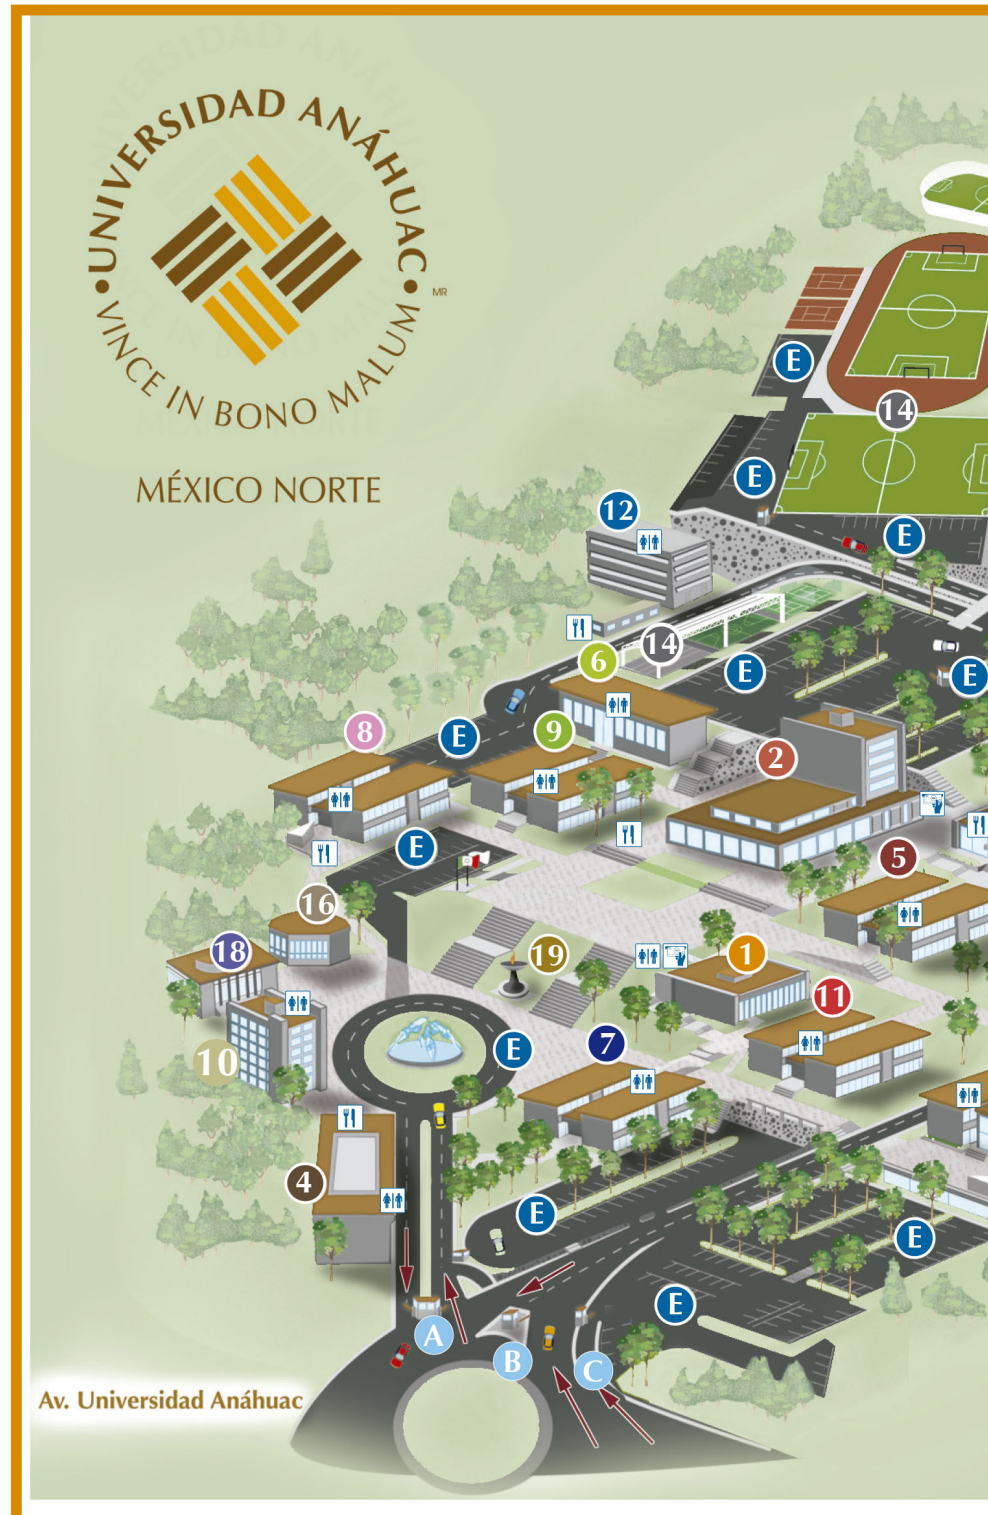 UNIVERSIDAD ANÁHUAC
MR
VINCE IN BONO MALUM
MÉXICO NORTE
E
14
E
12
E
14
6
E
E
8
E
9
2
E
5
16
18
19
1
11
10
E
7
4
E
E
E
A
B
C
Av. Universidad Anáhuac